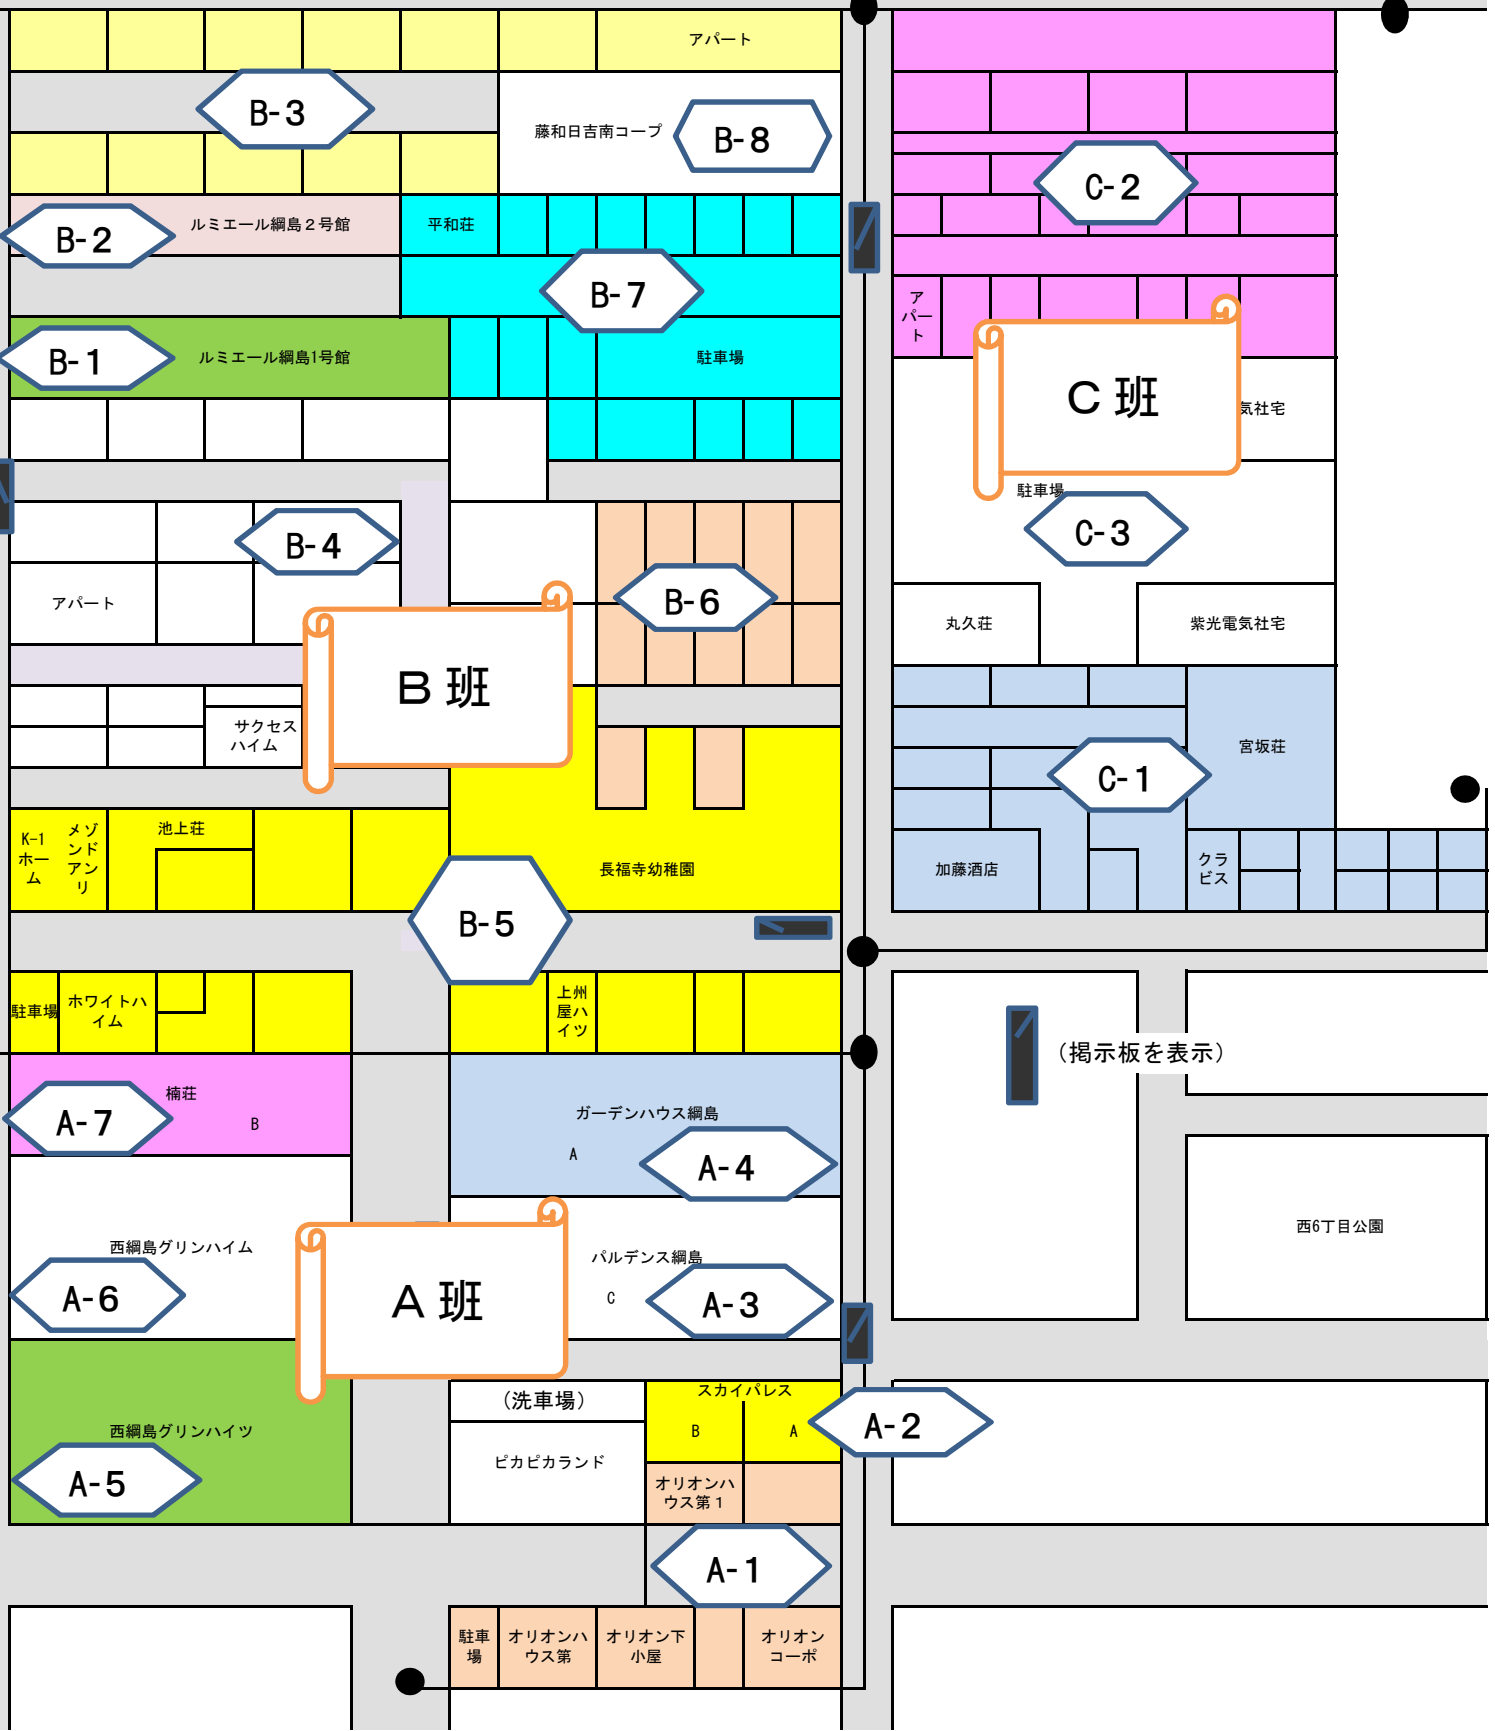 アパート
B-3
藤和日吉南コープ
B-8
C-2
B-2
ルミエール綱島２号館
平和荘
B-7
ア
パー
ト
B-1
ルミエール綱島1号館
駐車場
C 班
気社宅
駐車場
C-3
B-4
アパート
B-6
丸久荘
紫光電気社宅
B 班
サクセス
ハイム
宮坂荘
C-1
K-1
ホー
ム
メゾ
ンド
アン
リ
池上荘
長福寺幼稚園
加藤酒店
クラ
ビス
B-5
駐車場
ホワイトハ
イム
上州
屋ハ
イツ
（掲示板を表示）
楠荘
A-7
B
ガーデンハウス綱島
A
A-4
西6丁目公園
西綱島グリンハイム
A-6
A 班
パルデンス綱島
C
A-3
（洗車場）
スカイパレス
B
A
A-2
西綱島グリンハイツ
A-5
ピカピカランド
オリオンハ
ウス第１
A-1
駐車
場
オリオンハ
ウス第
オリオン下
小屋
オリオン
コーポ